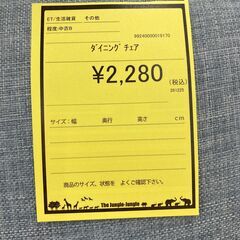 ET/生活雑貨 その他
程度:中古B
99240000019170
ダイニング チェア
¥2,280 (税込)
261225
サイズ:幅 奥行 高さ cm
商品のサイズ、状態を よくご確認下さい。
The Jungle-Jungle